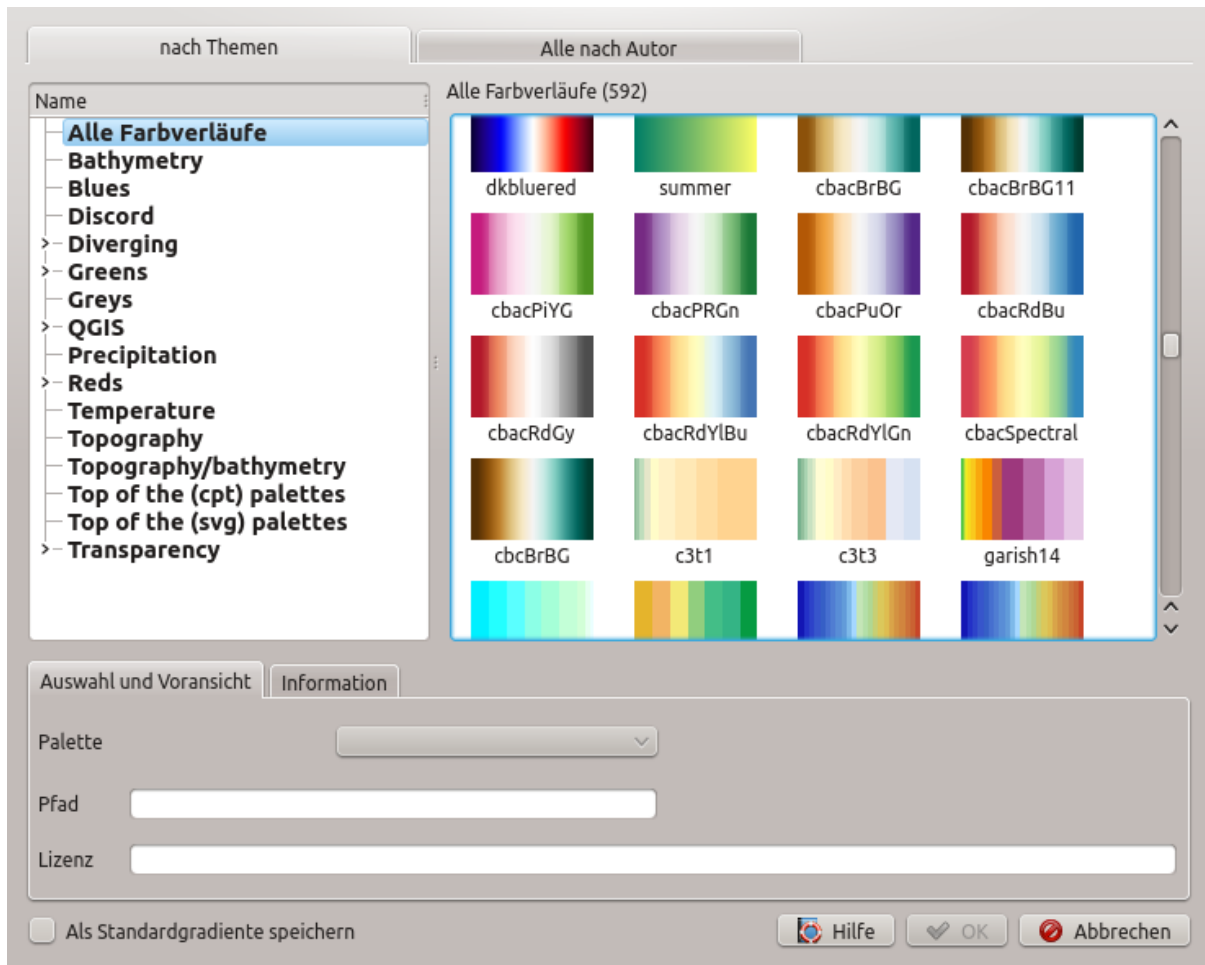 nach Themen
Alle nach Autor
Name
Alle Farbverläufe
Bathymetry
Blues
Discord
Diverging
Greens
Greys
QGIS
Precipitation
Reds
Temperature
Topography
Topography/bathymetry
Top of the (cpt) palettes
Top of the (svg) palettes
Transparency
Alle Farbverläufe (592)
dkbluered summer cbacBrBG cbacBrBG11
cbacPiYG cbacPRGn cbacPuOr cbacRdBu
cbacRdGy cbacRdYlBu cbacRdYlGn cbacSpectral
cbcBrBG c3t1 c3t3 garish14
Auswahl und Voransicht
Information
Palette
Pfad
Lizenz
Als Standardgradiente speichern
Hilfe
OK
Abbrechen